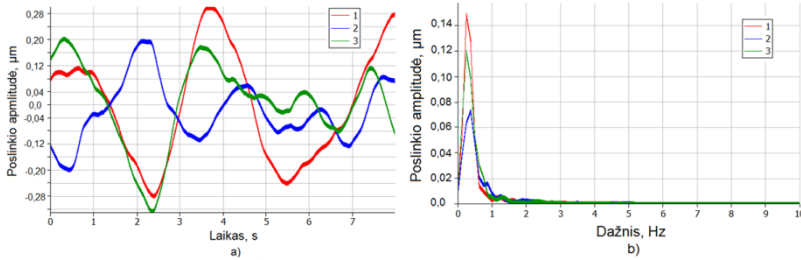 Poslinkio apmlitudė, µm
0,28
0,20
0,12
0,04
0,0
-0,04
-0,12
-0,20
-0,28
0 1 2 3 4 5 6 7
Laikas, s
a)
1
2
3
Poslinkio amplitudė, µm
0,14
0,12
0,10
0,08
0,06
0,04
0,02
0,0
0 1,0 2 3 4 5 6 7 8 9 10
Dažnis, Hz
b)
1
2
3